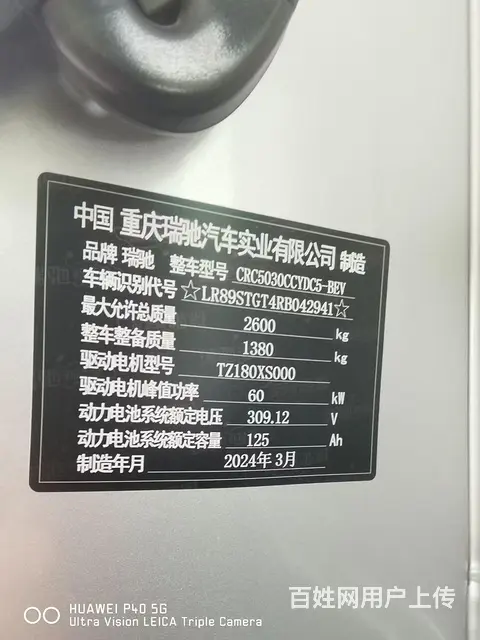 中国 重庆瑞驰汽车实业有限公司 制造
品牌 瑞驰 整车型号 CRC5030CCYDC5-BEV
车辆识别代号 ☆LR89STGT4RB042941☆
最大允许总质量 2600 kg
整车整备质量 1380 kg
驱动电机型号 TZ180XS000
驱动电机峰值功率 60 kW
动力电池系统额定电压 309.12 V
动力电池系统额定容量 125 Ah
制造年月 2024年3月
HUAWEI P40 5G
Ultra Vision LEICA Triple Camera
百姓网用户上传